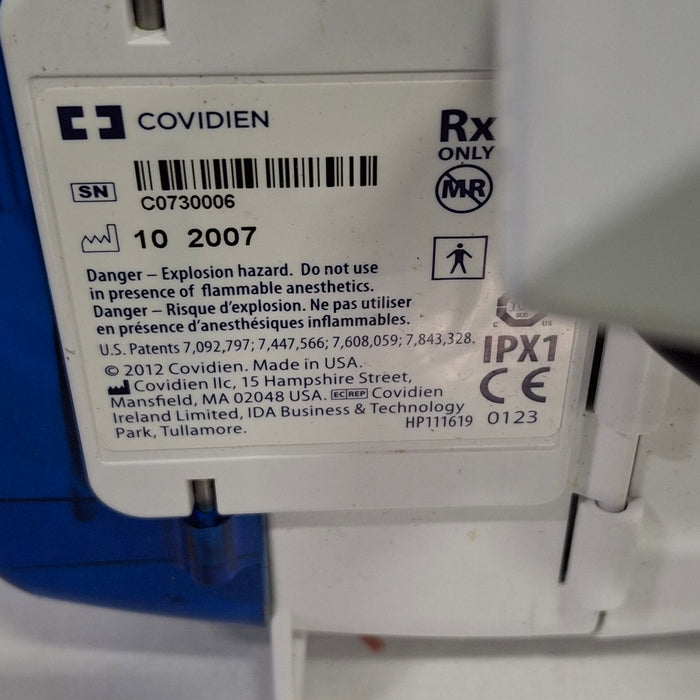 COVIDIEN
Rx
ONLY
SN
C0730006
MR
10 2007
Danger – Explosion hazard. Do not use
in presence of flammable anesthetics.
Danger – Risque d'explosion. Ne pas utiliser
en présence d'anesthésiques inflammables.
U.S. Patents 7,092,797; 7,447,566; 7,608,059; 7,843,328.
C US
IPX1
© 2012 Covidien. Made in USA.
Covidien llc, 15 Hampshire Street,
Mansfield, MA 02048 USA. EC REP Covidien
Ireland Limited, IDA Business & Technology
Park, Tullamore.
HP111619
CE
0123